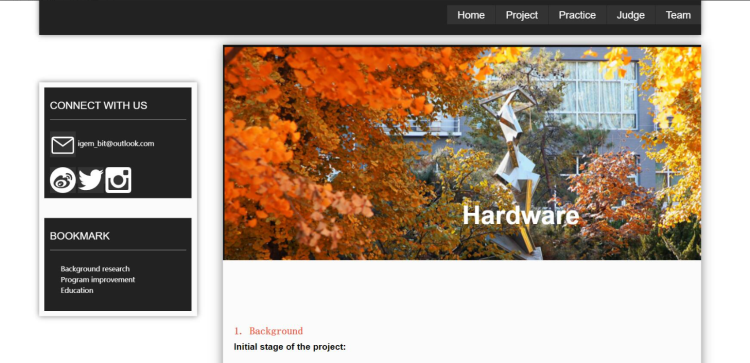 Home Project Practice Judge Team
CONNECT WITH US
igem_bit@outlook.com
BOOKMARK
Background research
Program improvement
Education
Hardware
1. Background
Initial stage of the project: